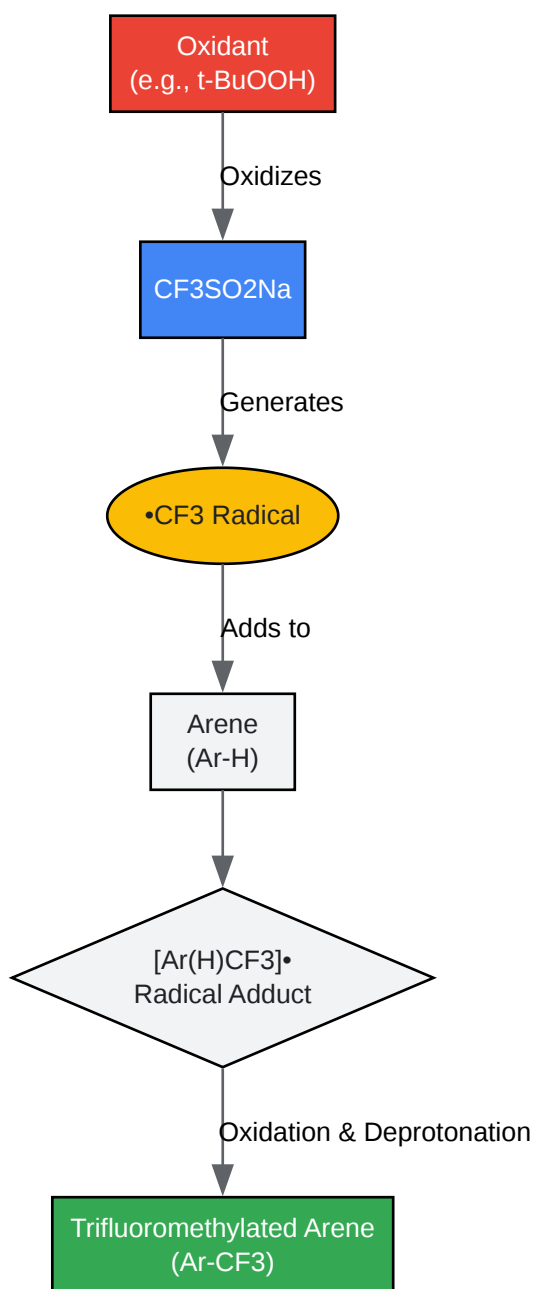 Oxidant
(e.g., t-BuOOH)
Oxidizes
CF3SO2Na
Generates
•CF3 Radical
Adds to
Arene
(Ar-H)
[Ar(H)CF3]•
Radical Adduct
Oxidation & Deprotonation
Trifluoromethylated Arene
(Ar-CF3)